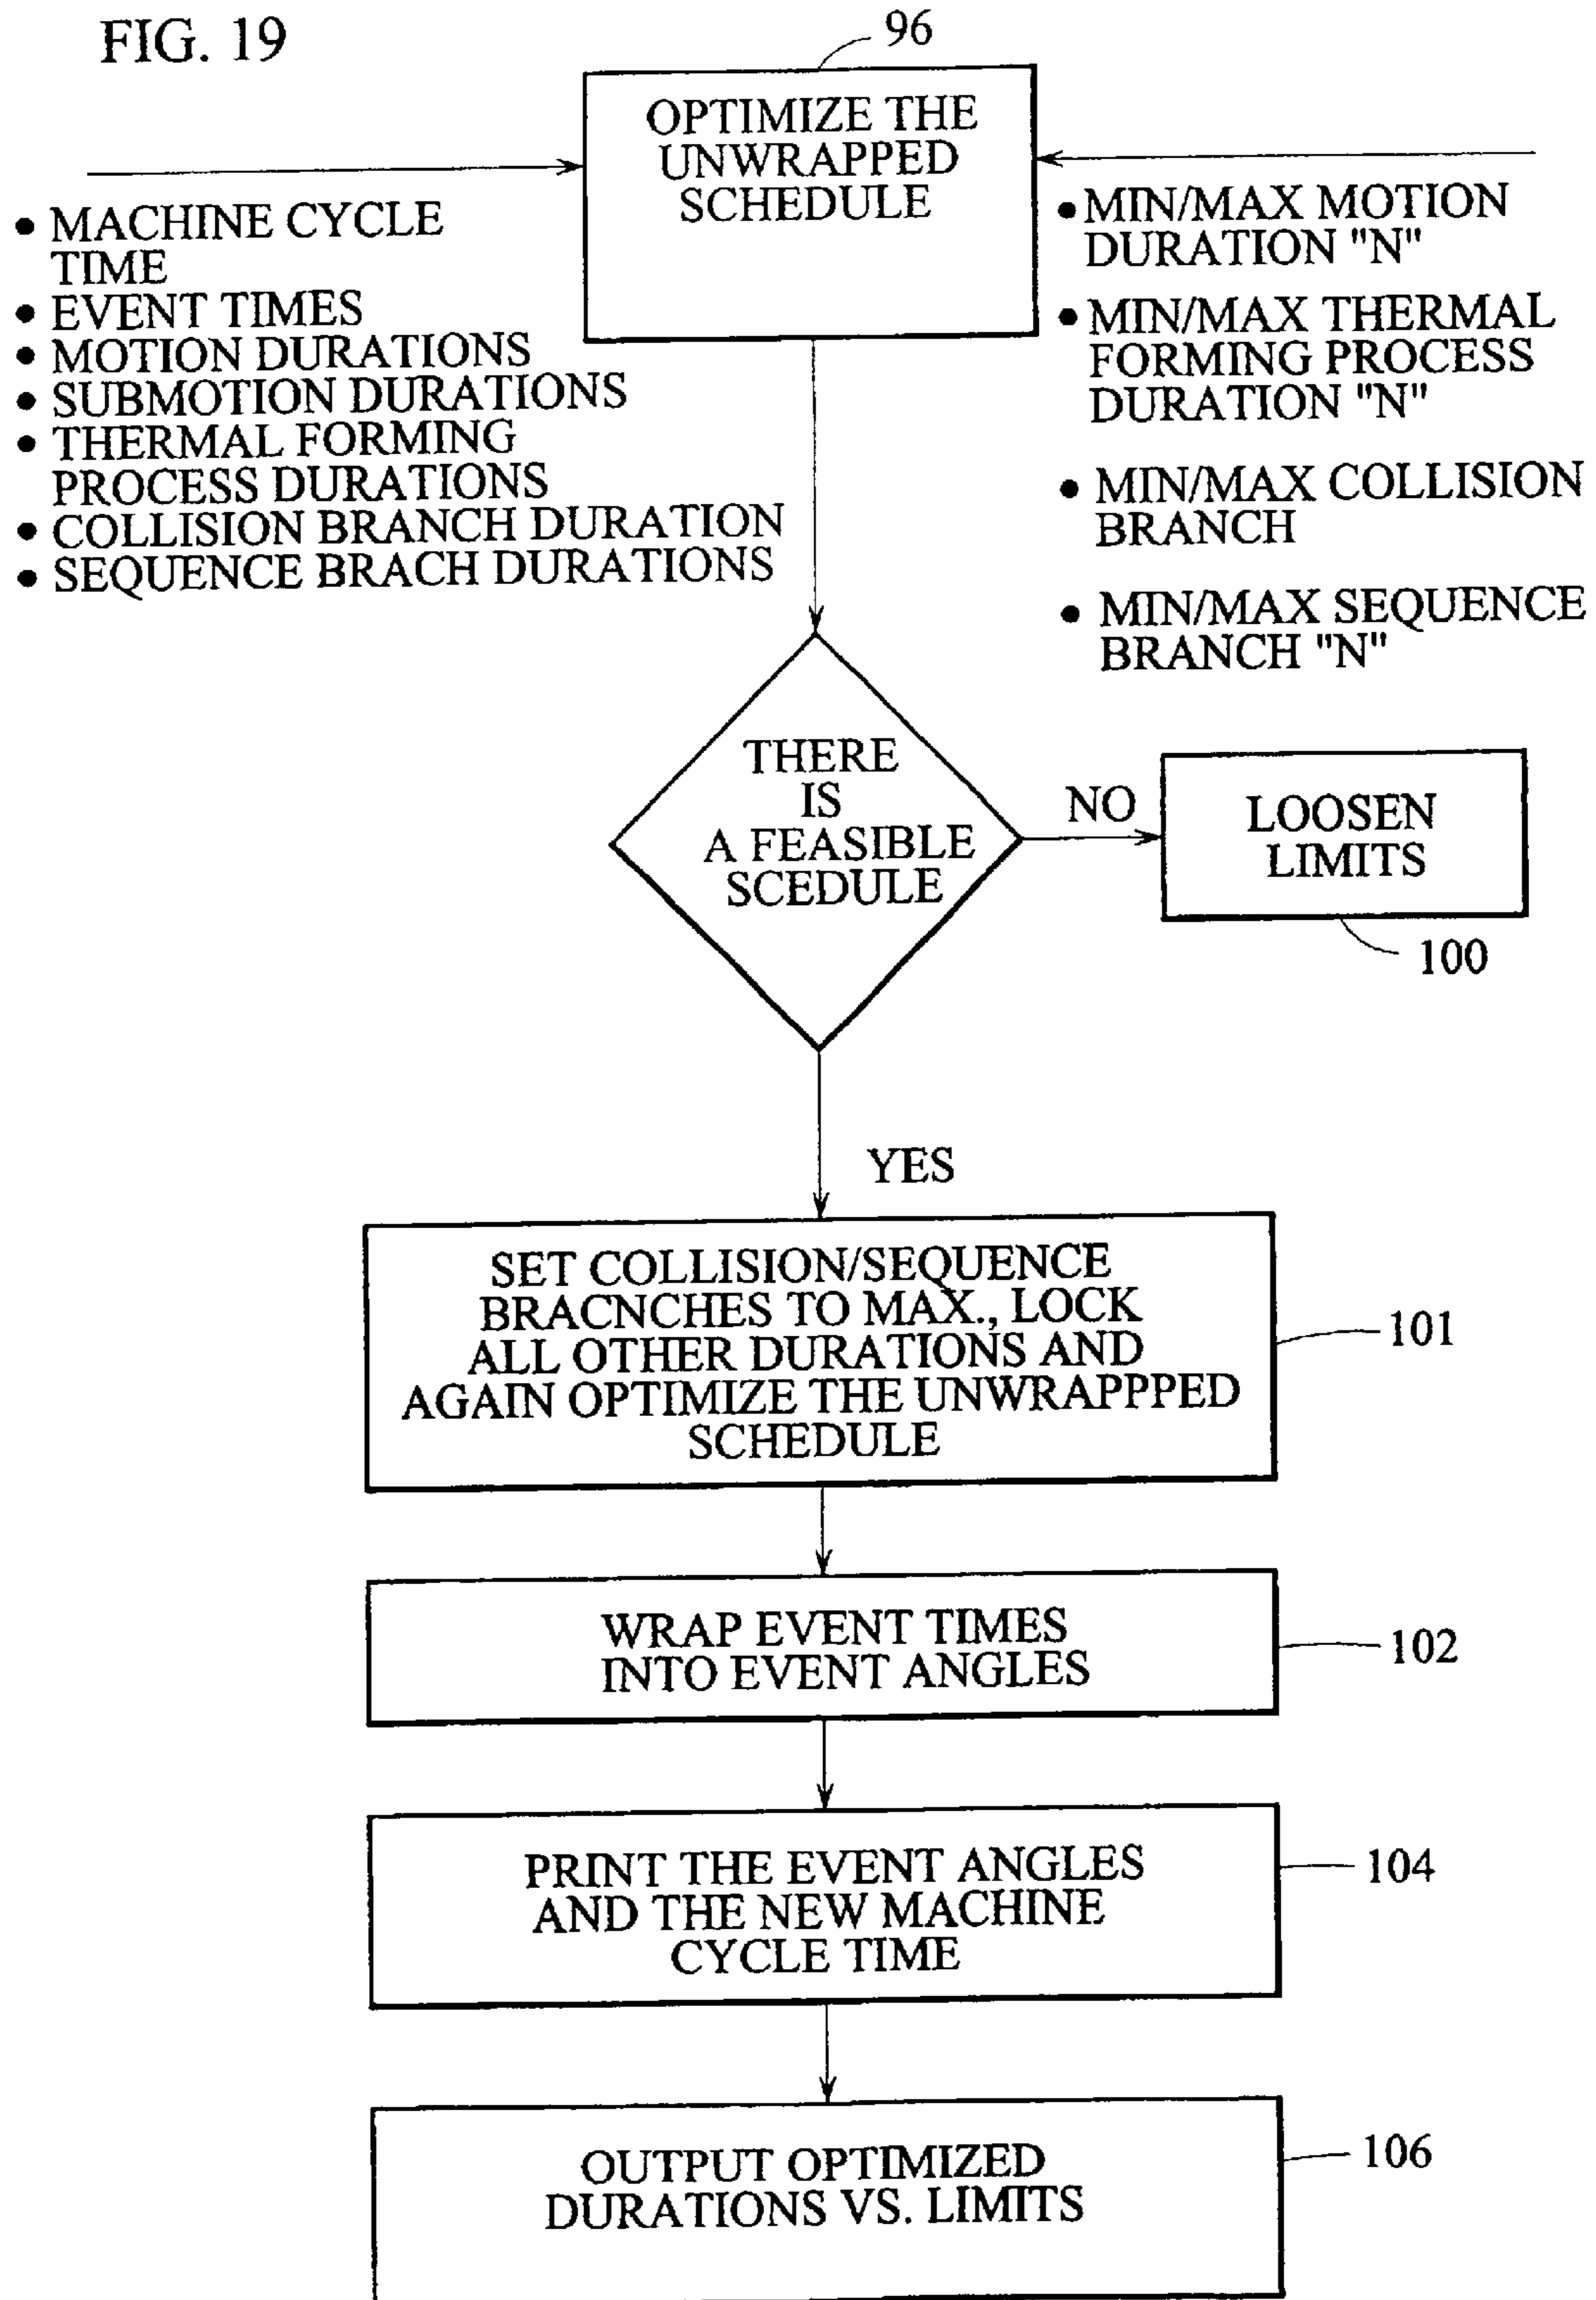 FIG. 19
96
OPTIMIZE THE
UNWRAPPED
SCHEDULE
• MACHINE CYCLE
TIME
• EVENT TIMES
• MOTION DURATIONS
• SUBMOTION DURATIONS
• THERMAL FORMING
PROCESS DURATIONS
• COLLISION BRANCH DURATION
• SEQUENCE BRACH DURATIONS
• MIN/MAX MOTION
DURATION "N"
• MIN/MAX THERMAL
FORMING PROCESS
DURATION "N"
• MIN/MAX COLLISION
BRANCH
• MIN/MAX SEQUENCE
BRANCH "N"
THERE
IS
A FEASIBLE
SCEDULE
NO
LOOSEN
LIMITS
100
YES
SET COLLISION/SEQUENCE
BRACNCHES TO MAX., LOCK
ALL OTHER DURATIONS AND
AGAIN OPTIMIZE THE UNWRAPPPED
SCHEDULE
101
WRAP EVENT TIMES
INTO EVENT ANGLES
102
PRINT THE EVENT ANGLES
AND THE NEW MACHINE
CYCLE TIME
104
OUTPUT OPTIMIZED
DURATIONS VS. LIMITS
106